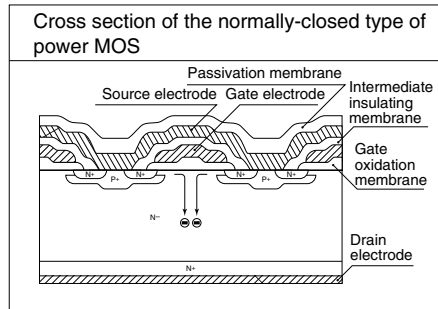 Cross section of the normally-closed type of
power MOS
Passivation membrane
Source electrode
Gate electrode
Intermediate
insulating
membrane
Gate
oxidation
membrane
N+
P+
N+
N+
P+
N+
N−
N+
Drain
electrode